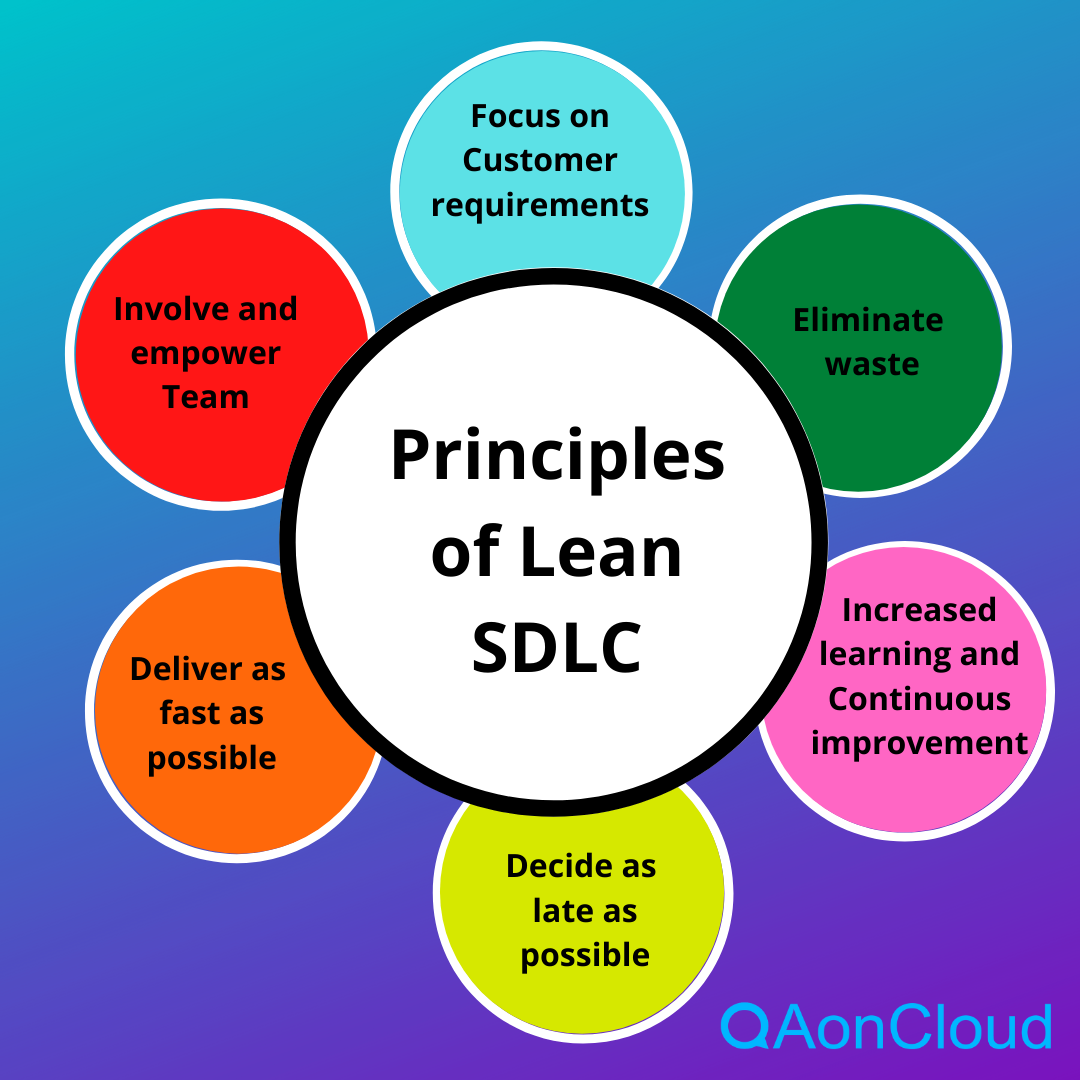 Focus on
Customer
requirements
Involve and
empower
Team
Eliminate
waste
Principles
of Lean
SDLC
Increased
learning and
Continuous
improvement
Deliver as
fast as
possible
Decide as
late as
possible
QAonCloud